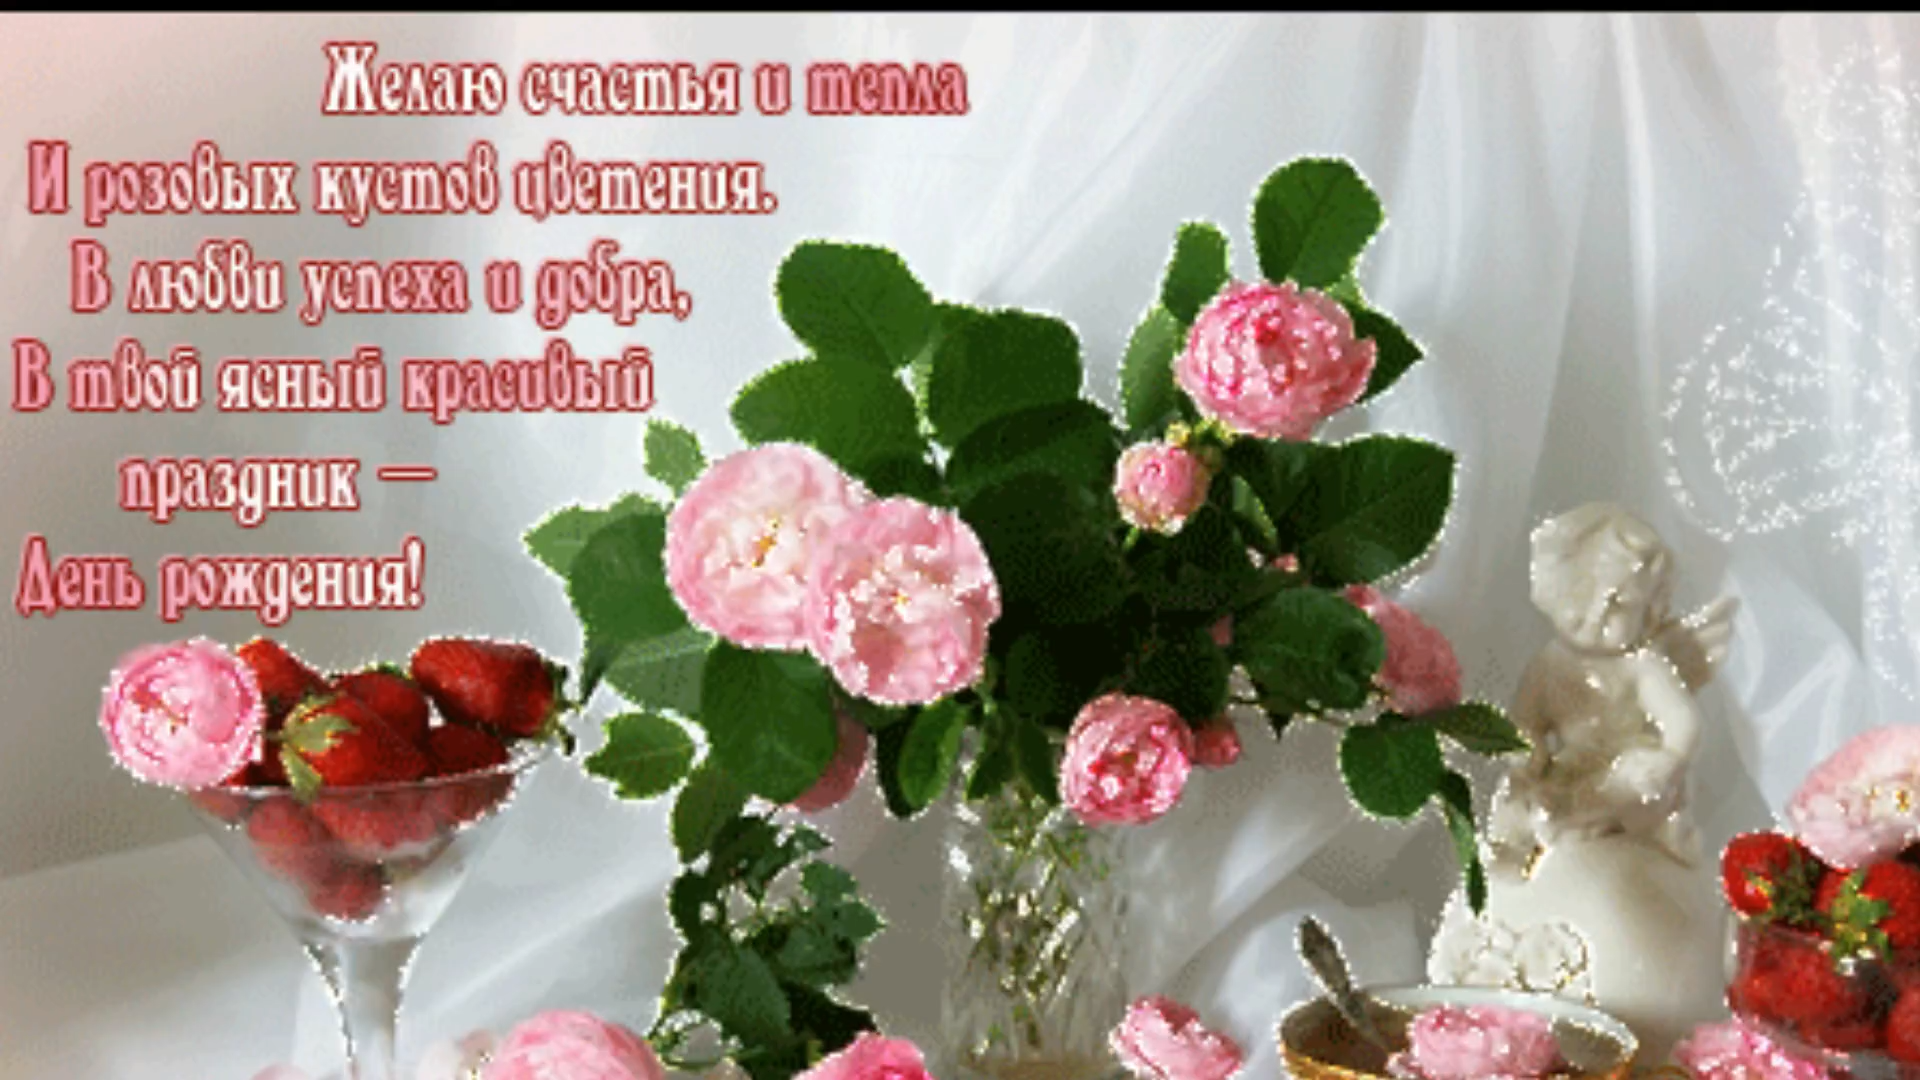 Желаю счастья и тепла
И розовых кустов цветения.
В любви успеха и добра,
В твой ясный красивый
праздник —
День рождения!